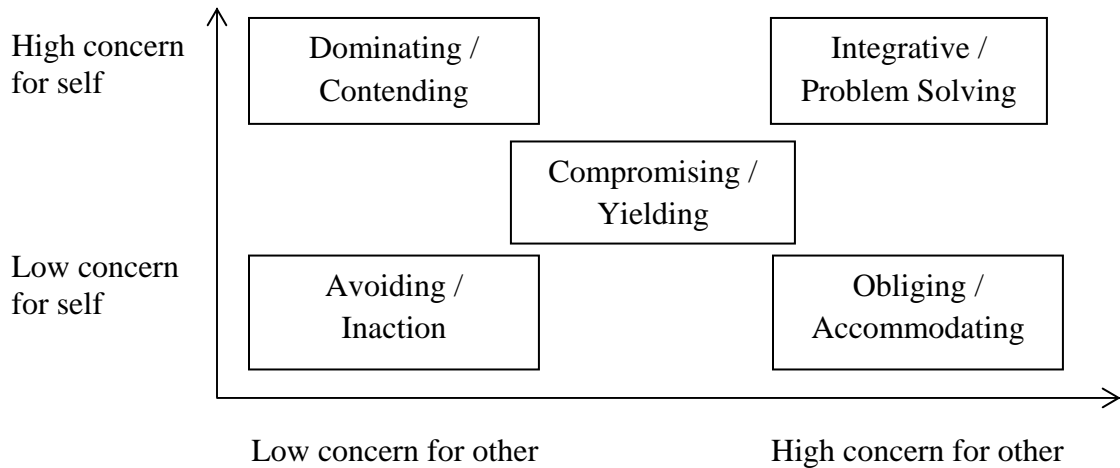 High concern
for self
Dominating /
Contending
Integrative /
Problem Solving
Compromising /
Yielding
Low concern
for self
Avoiding /
Inaction
Obliging /
Accommodating
Low concern for other
High concern for other